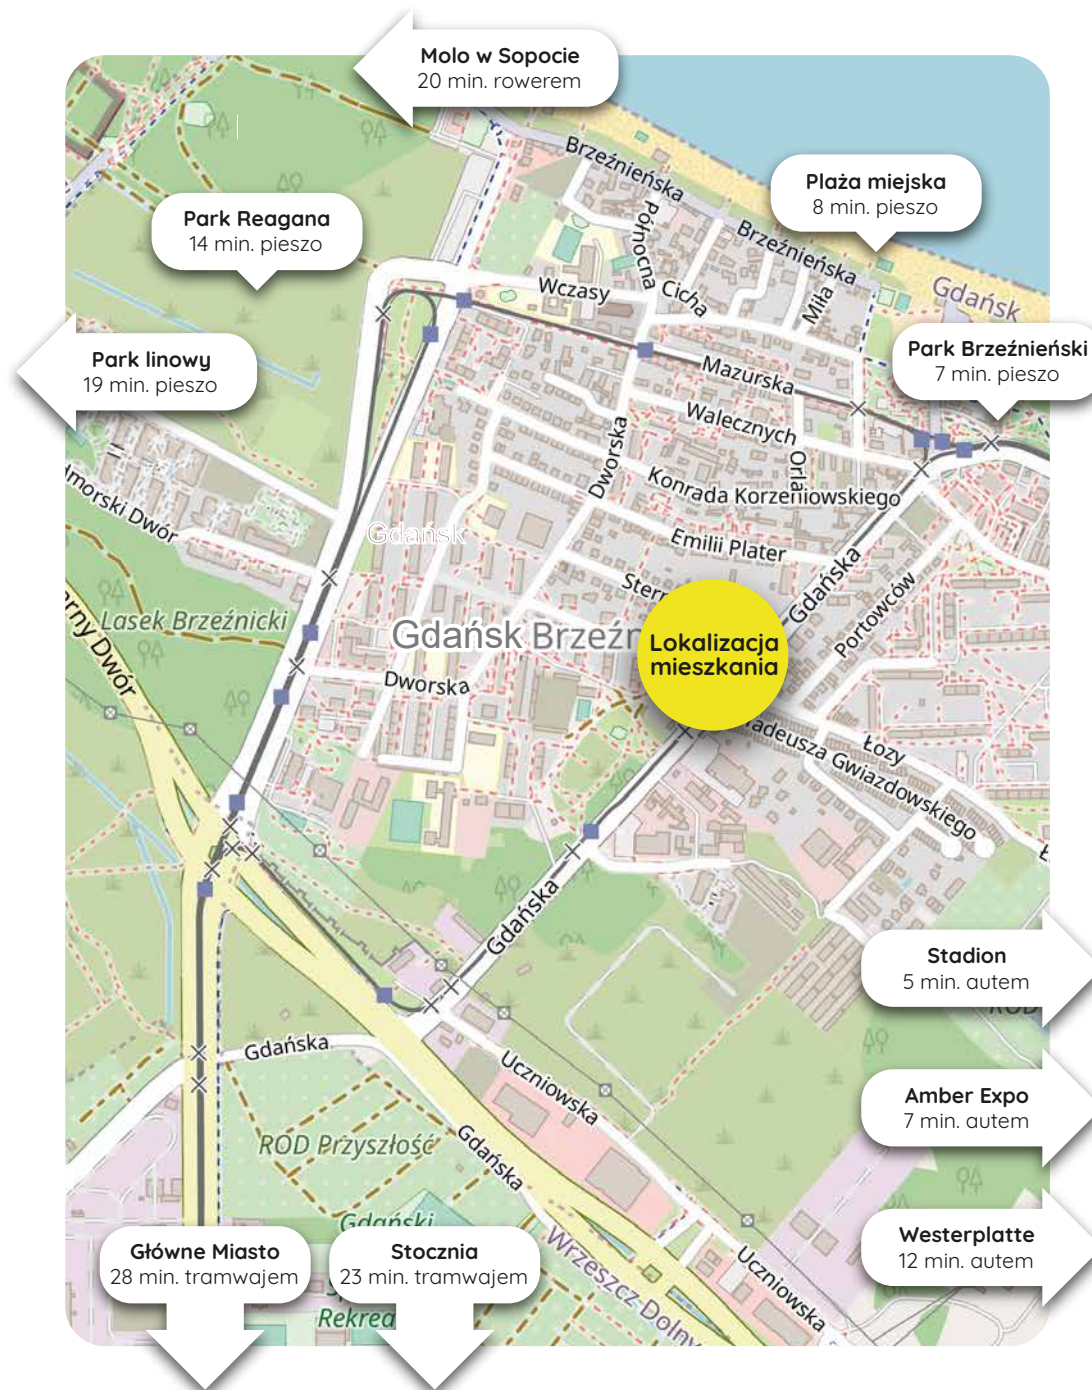 Molo w Sopocie
20 min. rowerem
Brzeźnieńska
Plaża miejska
8 min. pieszo
Park Reagana
14 min. pieszo
Północna
Brzeźnieńska
Wczasy
Cicha
Miła
Gdańsk
Park linowy
19 min. pieszo
Park Brzeźnieński
7 min. pieszo
Mazurska
Walecznych
Orla
Dworska
Konrada Korzeniowskiego
Gdańsk
Emilii Plater
Gdańska
Portowców
Lasek Brzeźnicki
Gdańsk
Lokalizacja
mieszkania
Dworska
Łozy
Gwiazdowskiego
Gdańska
Stadion
5 min. autem
ROD
Gdańska
Uczniowska
Amber Expo
7 min. autem
ROD Przyszłość
Gdańska
Gdański
Westerplatte
12 min. autem
Główne Miasto
28 min. tramwajem
Stocznia
23 min. tramwajem
Wrzeszcz Dolny
Uczniowska